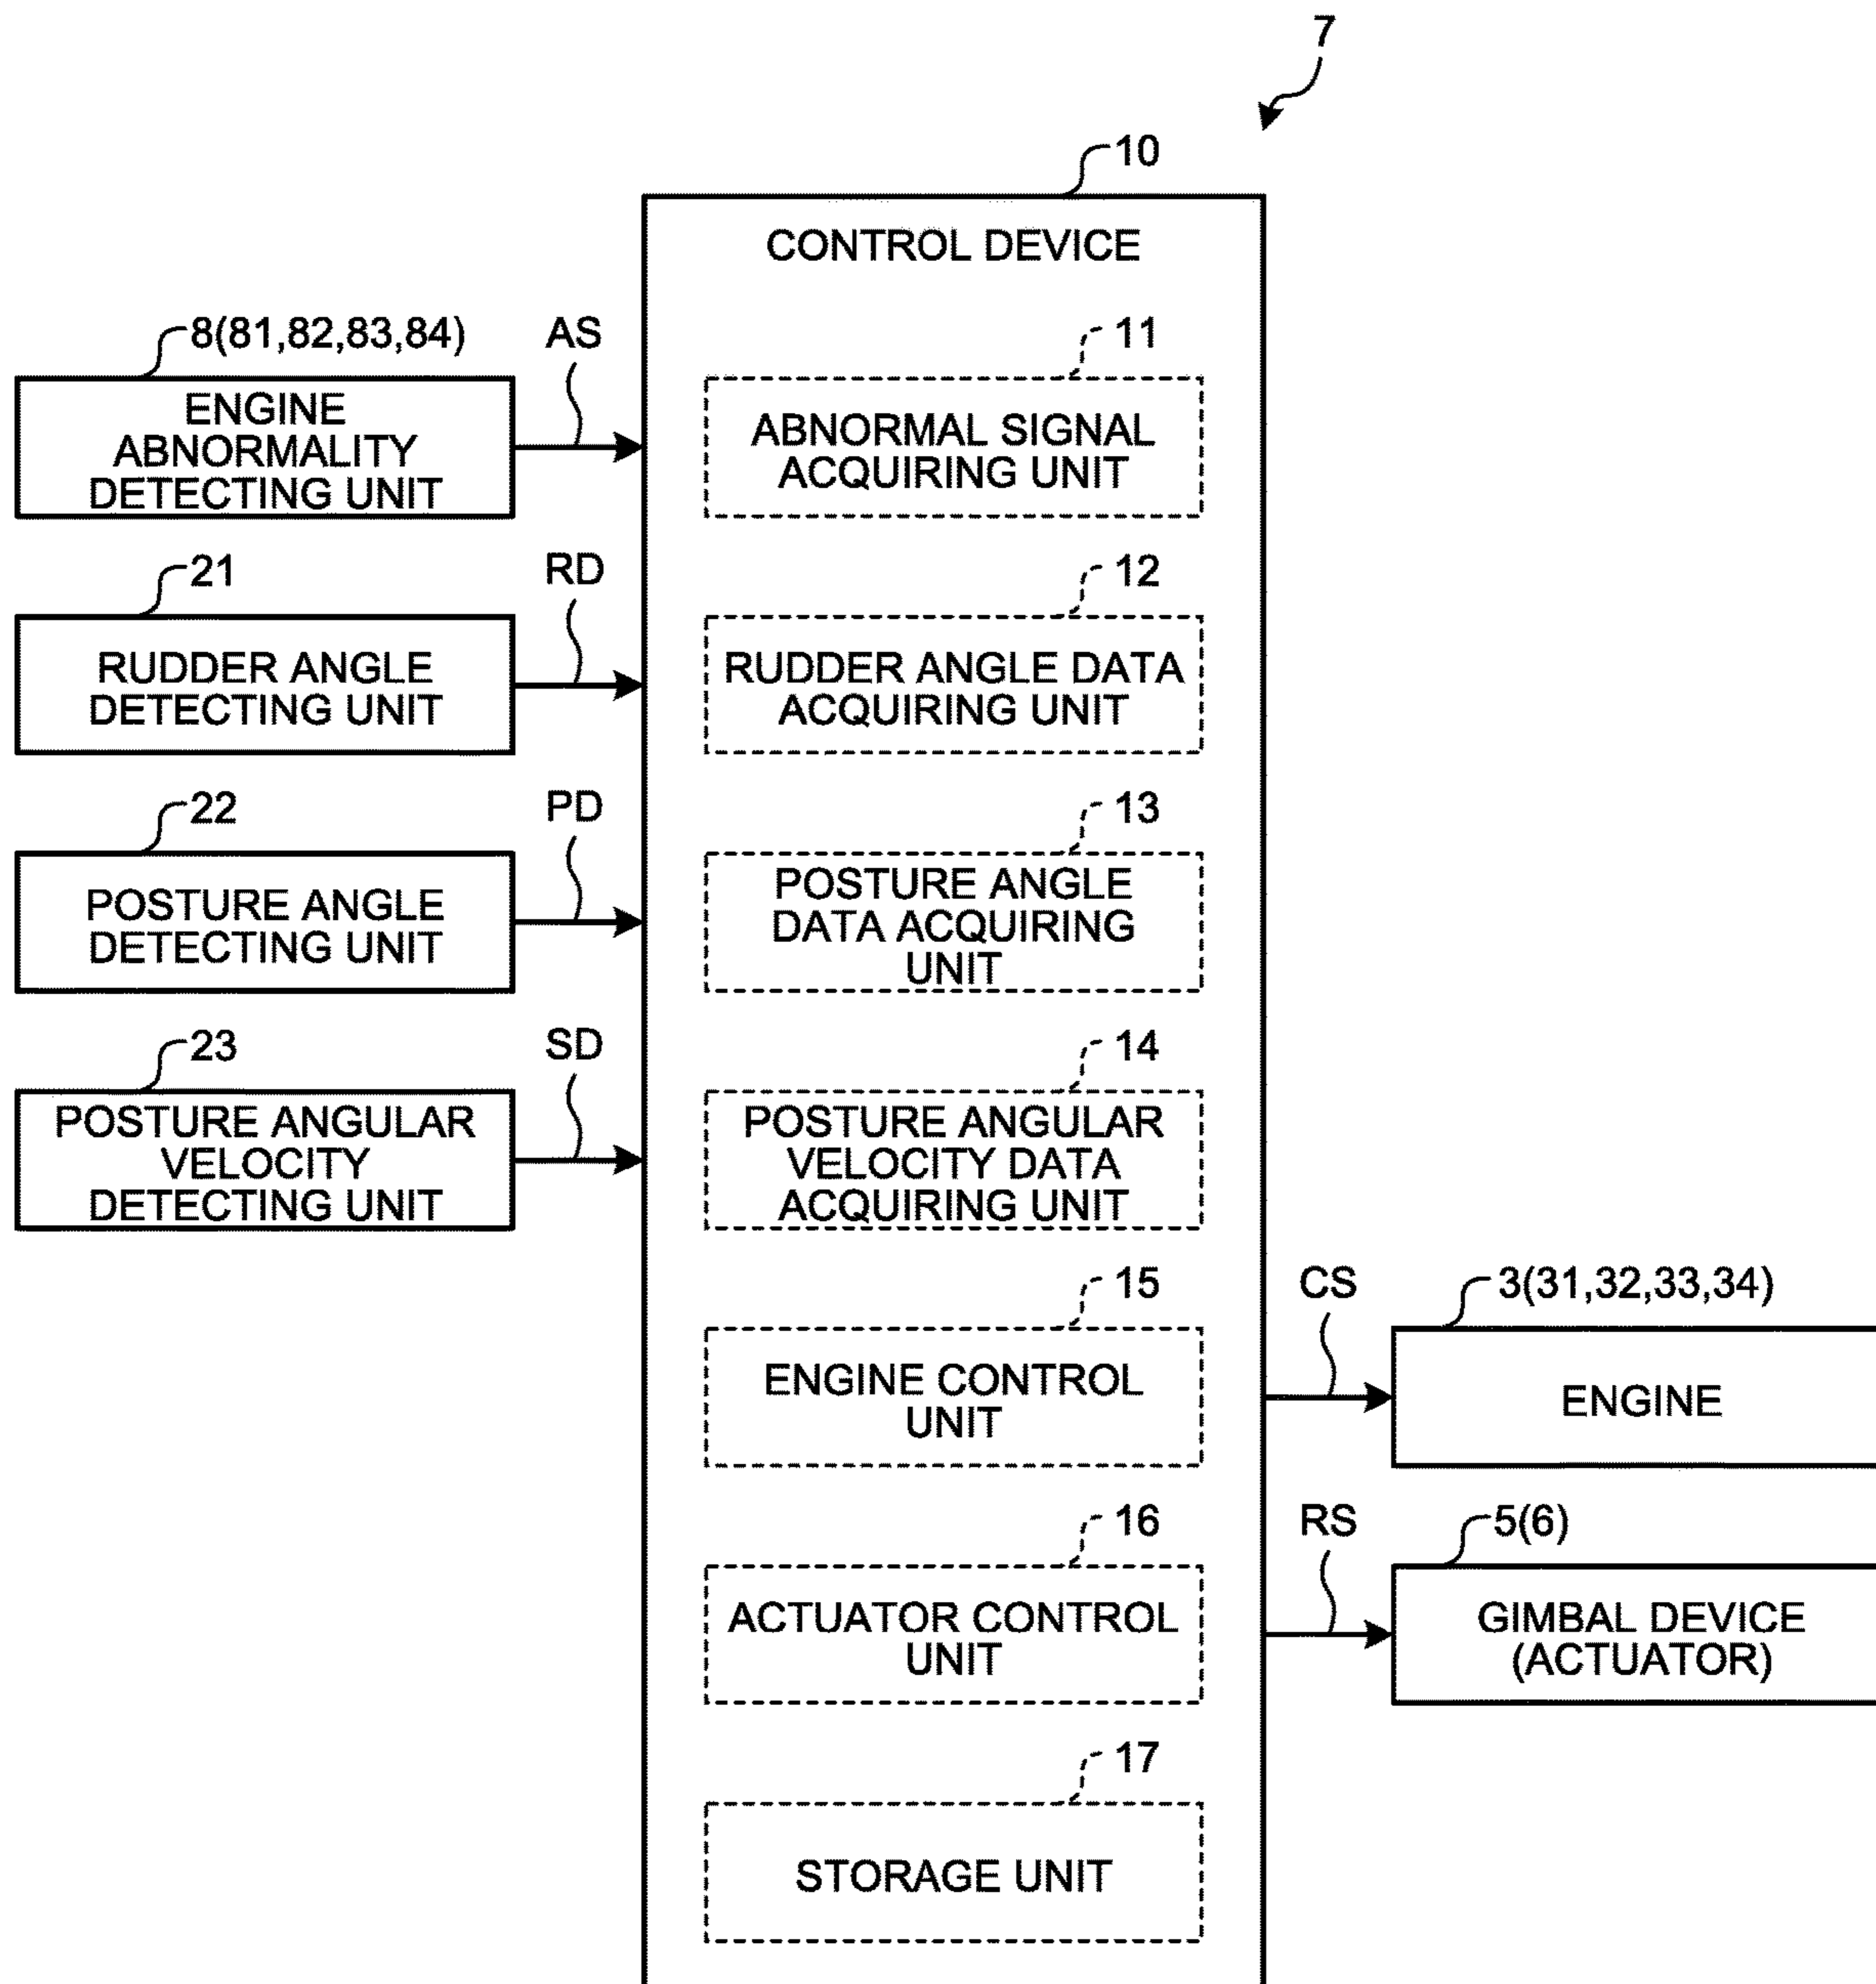 7
10
CONTROL DEVICE
8(81,82,83,84)
AS
11
ENGINE
ABNORMALITY
DETECTING UNIT
ABNORMAL SIGNAL
ACQUIRING UNIT
21
RD
12
RUDDER ANGLE
DETECTING UNIT
RUDDER ANGLE DATA
ACQUIRING UNIT
22
PD
13
POSTURE ANGLE
DETECTING UNIT
POSTURE ANGLE
DATA ACQUIRING
UNIT
23
SD
14
POSTURE ANGULAR
VELOCITY
DETECTING UNIT
POSTURE ANGULAR
VELOCITY DATA
ACQUIRING UNIT
15
CS
3(31,32,33,34)
ENGINE CONTROL
UNIT
ENGINE
16
RS
5(6)
ACTUATOR CONTROL
UNIT
GIMBAL DEVICE
(ACTUATOR)
17
STORAGE UNIT